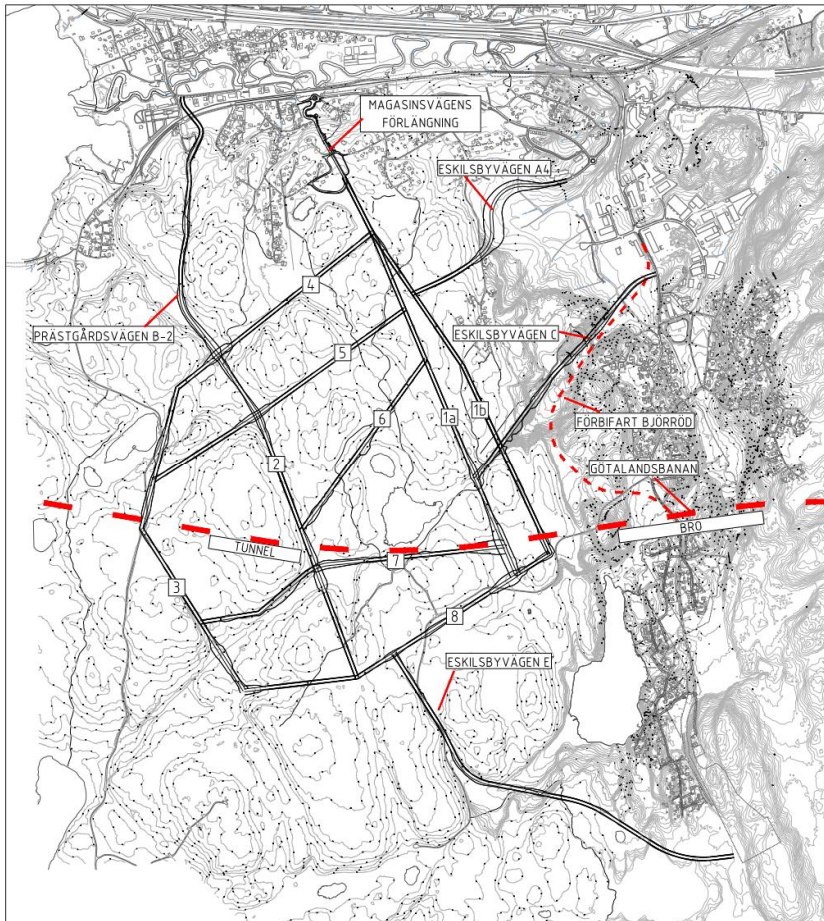 MAGASINSVÄGENS
FÖRLÄNGNING
ESKILSBYVÄGEN A4
4
PRÄSTGÅRDSVÄGEN B-2
5
ESKILSBYVÄGEN C
6
1a
1b
FÖRBIFART BJÖRRÖD
2
GÖTALANDSBANAN
BRO
TUNNEL
7
3
8
ESKILSBYVÄGEN E